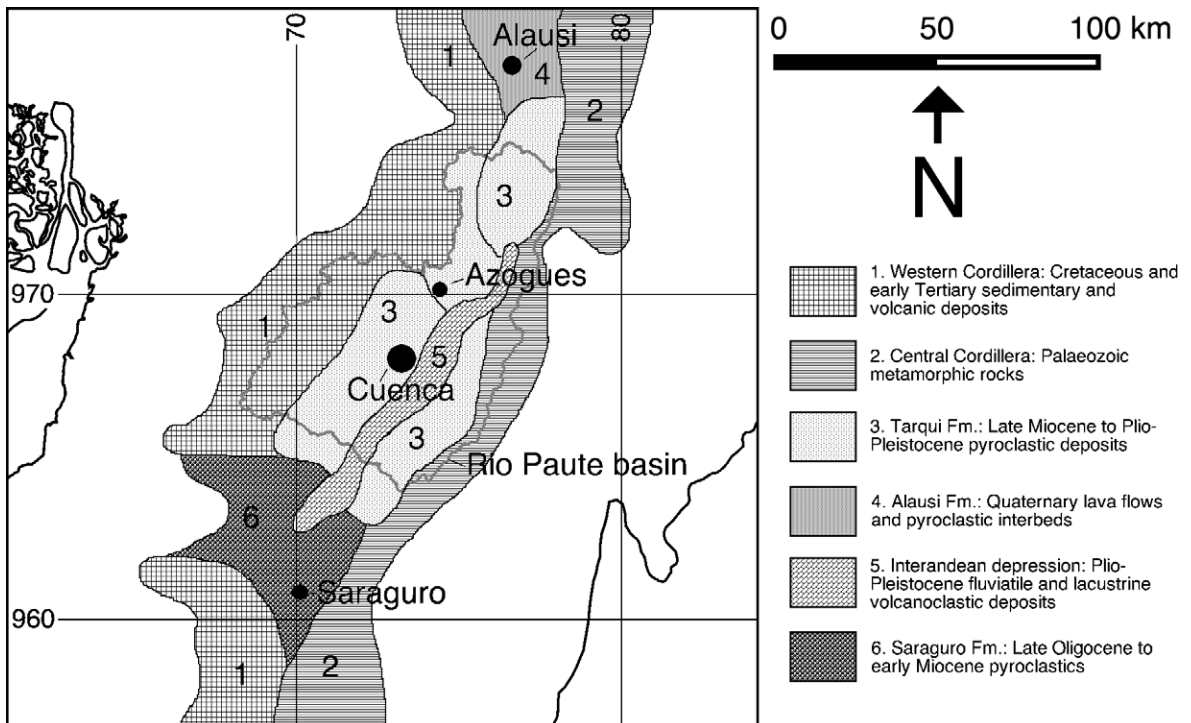 70
80
1
Alausi
4
2
3
Azogues
970
3
1
5
Cuenca
3
Rio Paute basin
6
Saraguro
960
1
2
0 50 100 km
N
1. Western Cordillera: Cretaceous and
early Tertiary sedimentary and
volcanic deposits
2. Central Cordillera: Palaeozoic
metamorphic rocks
3. Tarqui Fm.: Late Miocene to Plio-
Pleistocene pyroclastic deposits
4. Alausi Fm.: Quaternary lava flows
and pyroclastic interbeds
5. Interandean depression: Plio-
Pleistocene fluviatile and lacustrine
volcanoclastic deposits
6. Saraguro Fm.: Late Oligocene to
early Miocene pyroclastics